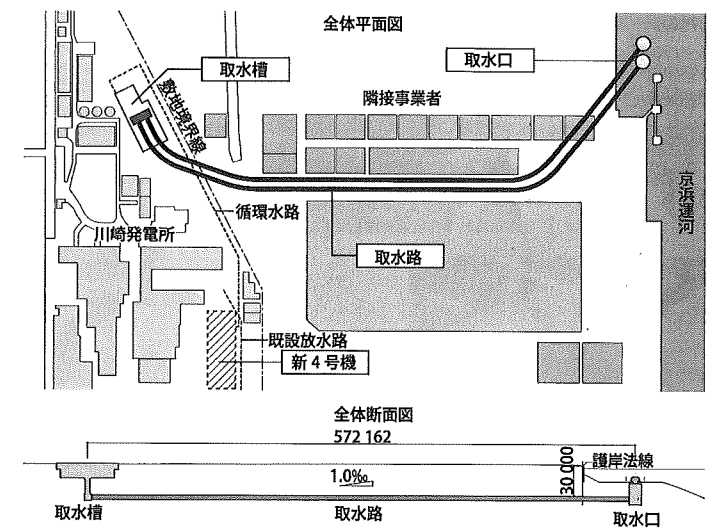 全体平面図
取水槽
取水口
敷地境界線
隣接事業者
京浜運河
循環水路
川崎発電所
取水路
既設放水路
新4号機
全体断面図
572 162
1.0‰
30 000
護岸法線
取水槽
取水路
取水口